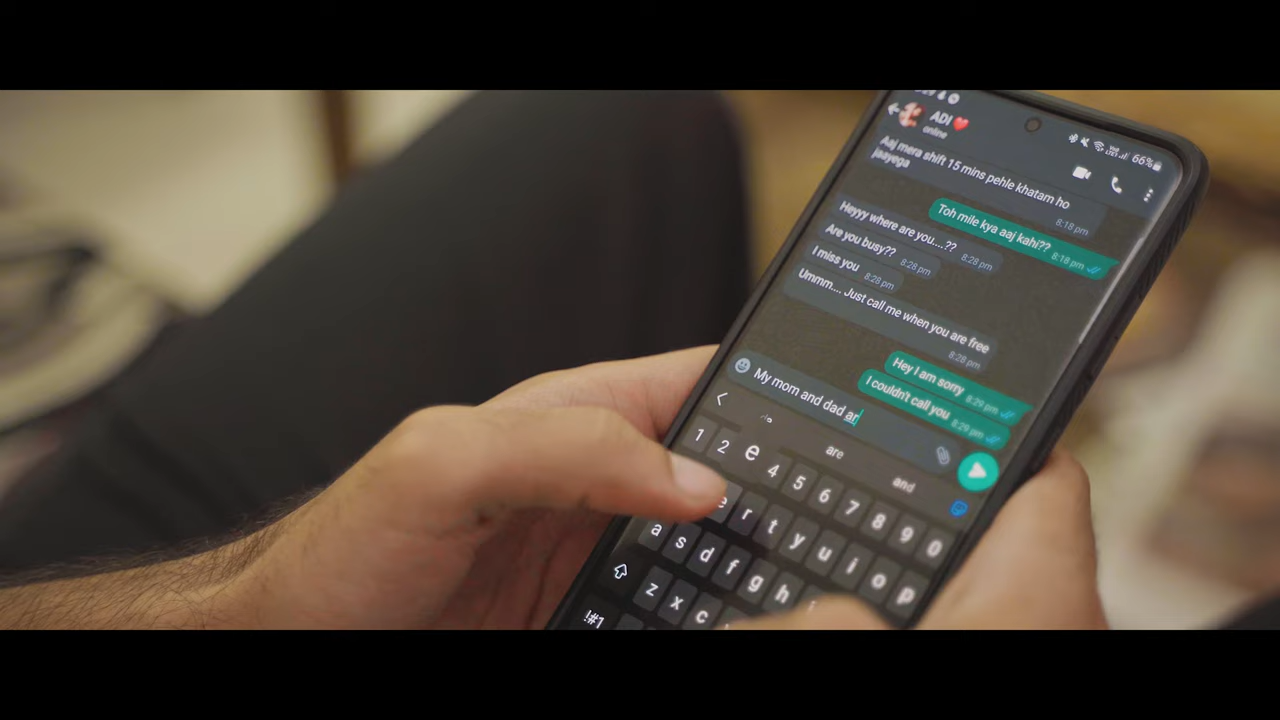 ADI ❤️
online
66%
Aaj mera shift 15 mins pehle khatam ho
jaayega
8:18 pm
Toh mile kya aaj kahi??
8:18 pm
Heyyy where are you....??
8:28 pm
Are you busy??
8:28 pm
I miss you
8:28 pm
Ummm.... Just call me when you are free
8:28 pm
Hey I am sorry
8:29 pm
I couldn't call you
8:29 pm
My mom and dad ar
are
and
1 2 e 4 5 6 7 8 9 0
e r t y u i o p
a s d f g h
z x c
!#1